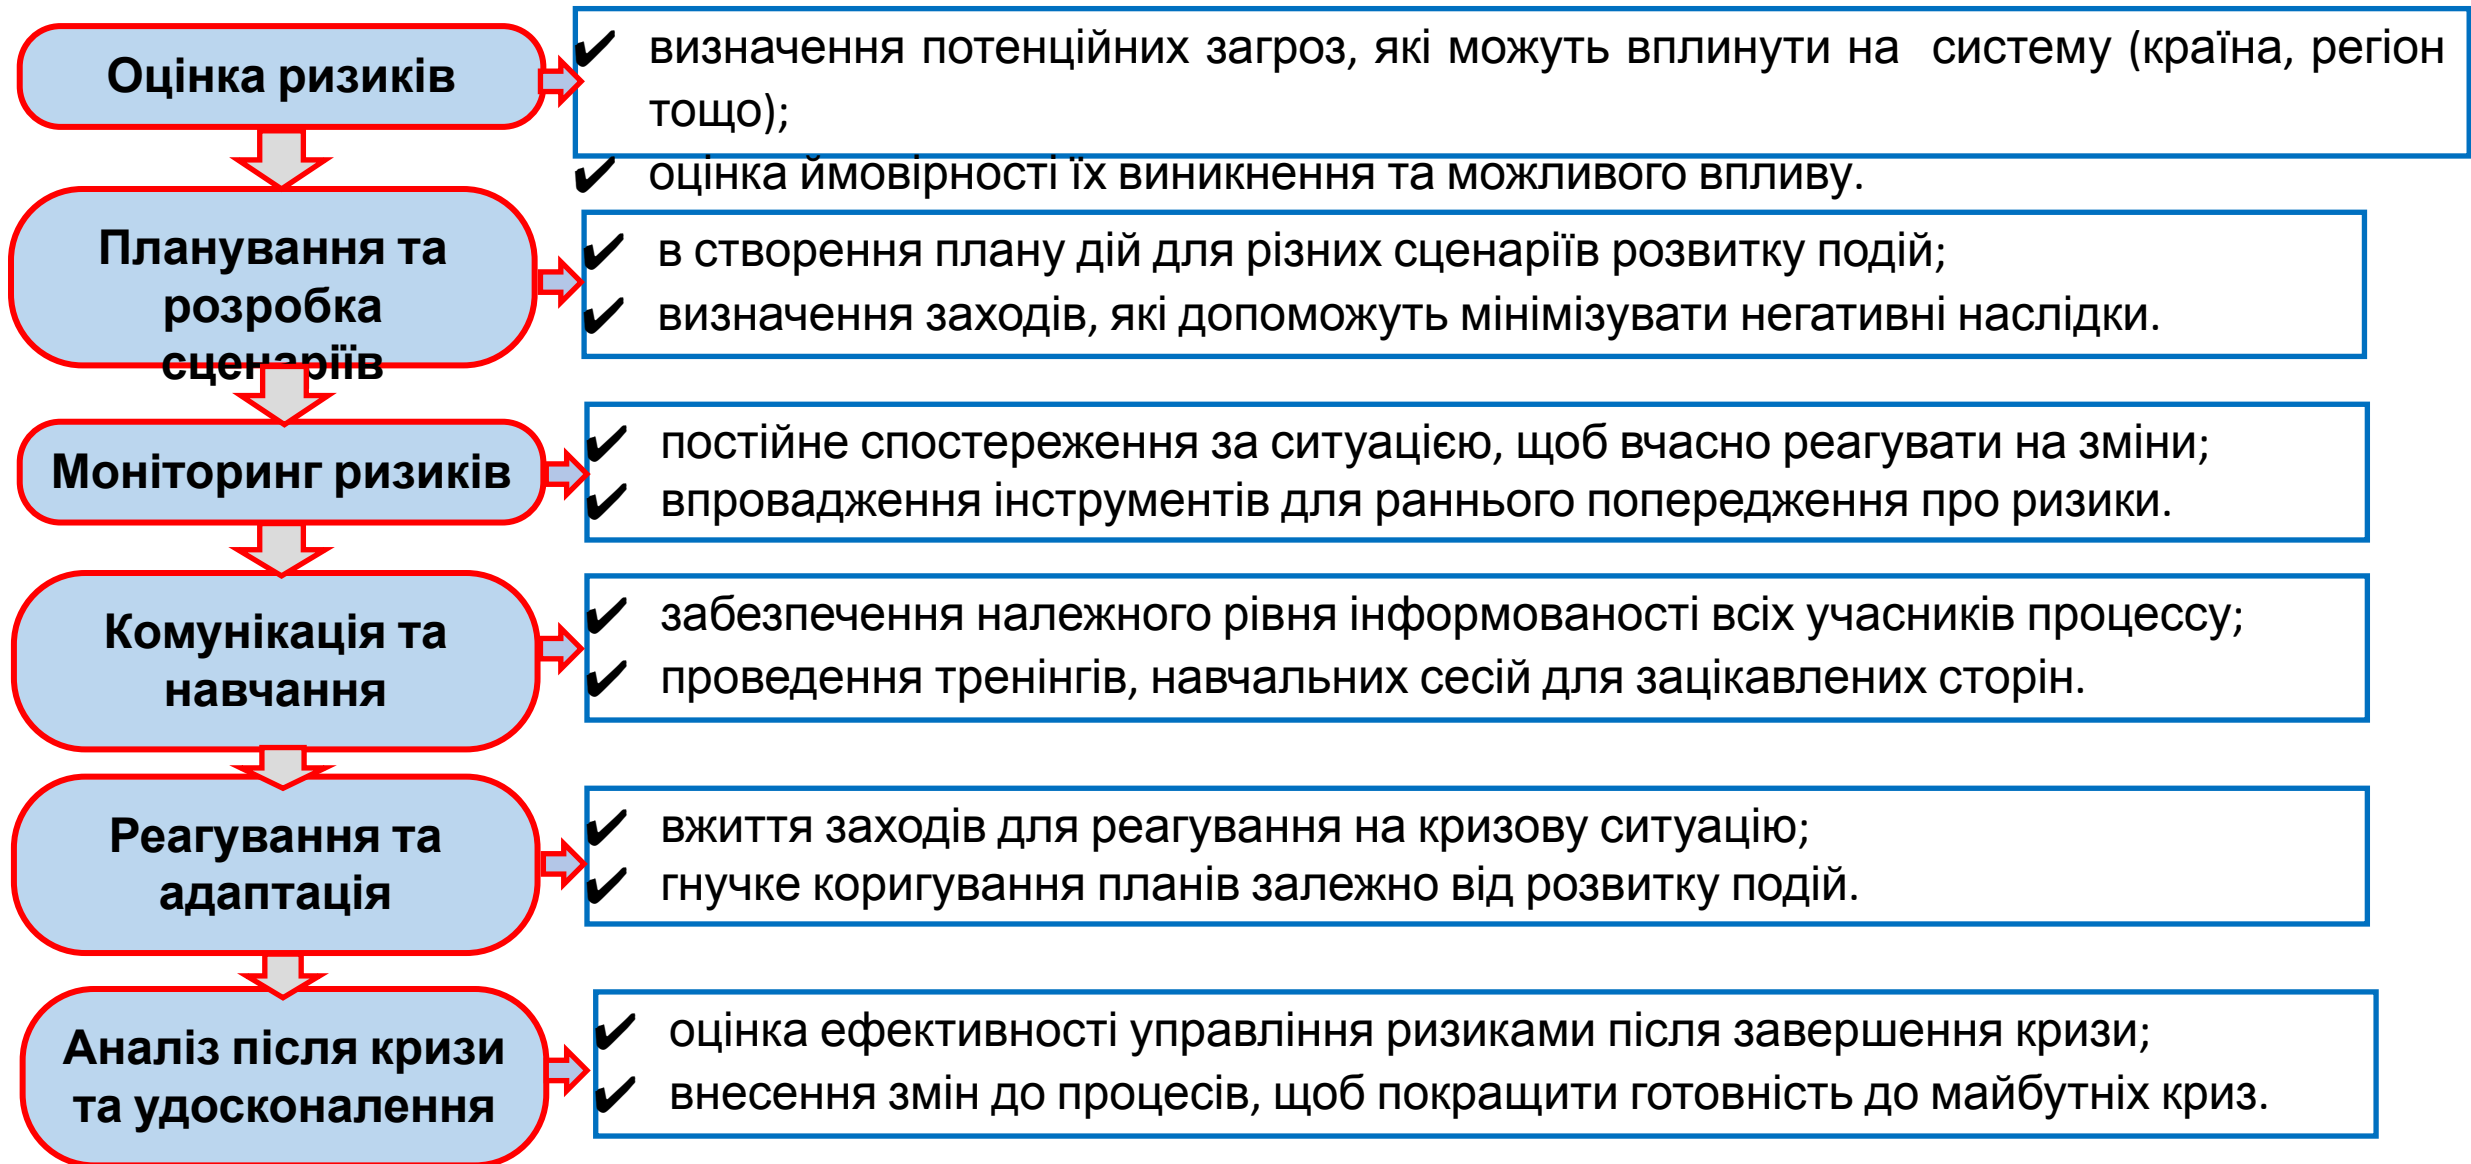 Оцінка ризиків
✔ визначення потенційних загроз, які можуть вплинути на систему (країна, регіон
тощо);
✔ оцінка ймовірності їх виникнення та можливого впливу.
Планування та
розробка
сценаріїв
✔ в створення плану дій для різних сценаріїв розвитку подій;
✔ визначення заходів, які допоможуть мінімізувати негативні наслідки.
Моніторинг ризиків
✔ постійне спостереження за ситуацією, щоб вчасно реагувати на зміни;
✔ впровадження інструментів для раннього попередження про ризики.
Комунікація та
навчання
✔ забезпечення належного рівня інформованості всіх учасників процессу;
✔ проведення тренінгів, навчальних сесій для зацікавлених сторін.
Реагування та
адаптація
✔ вжиття заходів для реагування на кризову ситуацію;
✔ гнучке коригування планів залежно від розвитку подій.
Аналіз після кризи
та удосконалення
✔ оцінка ефективності управління ризиками після завершення кризи;
✔ внесення змін до процесів, щоб покращити готовність до майбутніх криз.